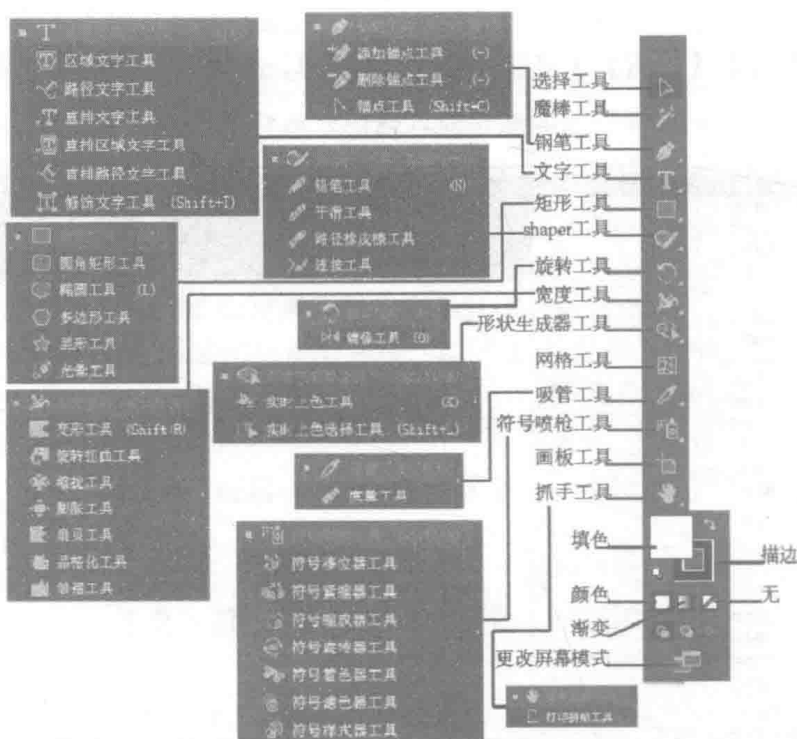 区域文字工具
路径文字工具
直排文字工具
直排区域文字工具
直排路径文字工具
修饰文字工具 (Shift+T)
添加锚点工具 (-)
删除锚点工具 (-)
锚点工具 (Shift+C)
铅笔工具 (N)
平滑工具
路径橡皮擦工具
连接工具
圆角矩形工具
椭圆工具 (L)
多边形工具
星形工具
光晕工具
镜像工具 (O)
实时上色工具 (K)
实时上色选择工具 (Shift+L)
变形工具 (Shift+R)
旋转扭曲工具
缩拢工具
膨胀工具
扇贝工具
晶格化工具
皱褶工具
度量工具
符号移位器工具
符号紧缩器工具
符号缩放器工具
符号旋转器工具
符号着色器工具
符号滤色器工具
符号样式器工具
打印拼贴工具
选择工具
魔棒工具
钢笔工具
文字工具
矩形工具
shaper工具
旋转工具
宽度工具
形状生成器工具
网格工具
吸管工具
符号喷枪工具
画板工具
抓手工具
填色
描边
颜色
无
渐变
更改屏幕模式